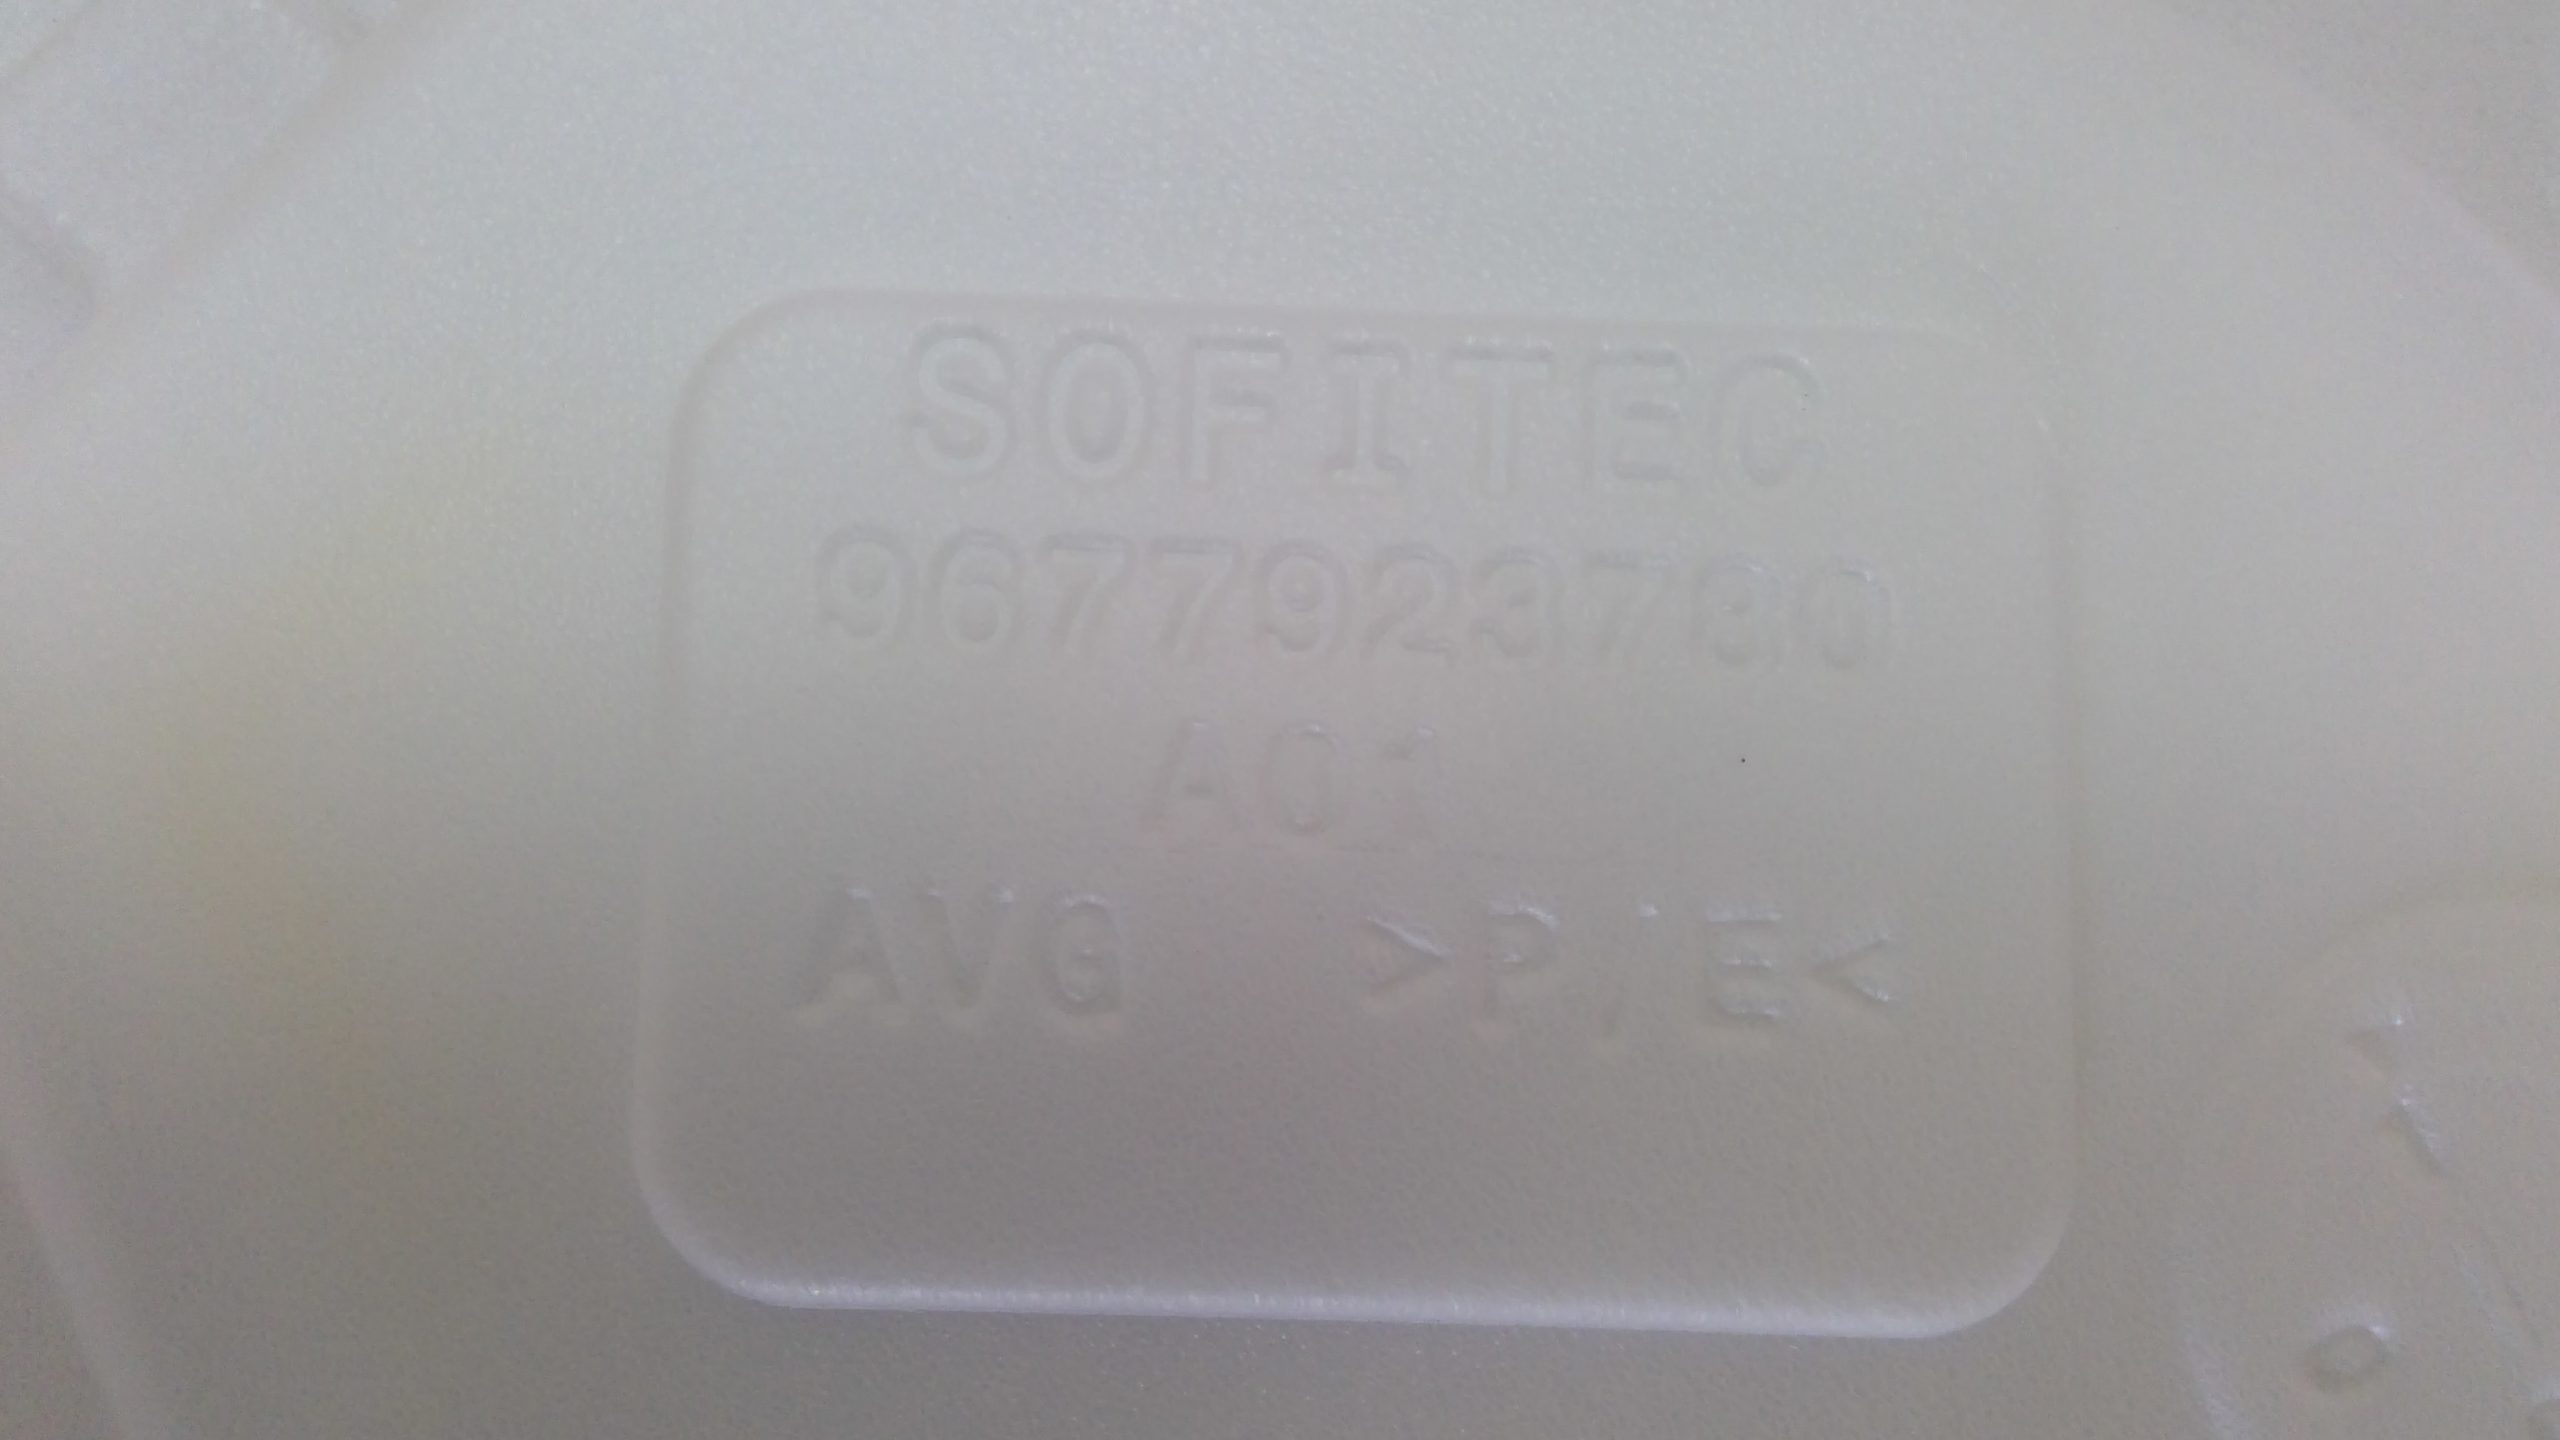 SOFITEC
9677923780
A01
AVG >P/E<